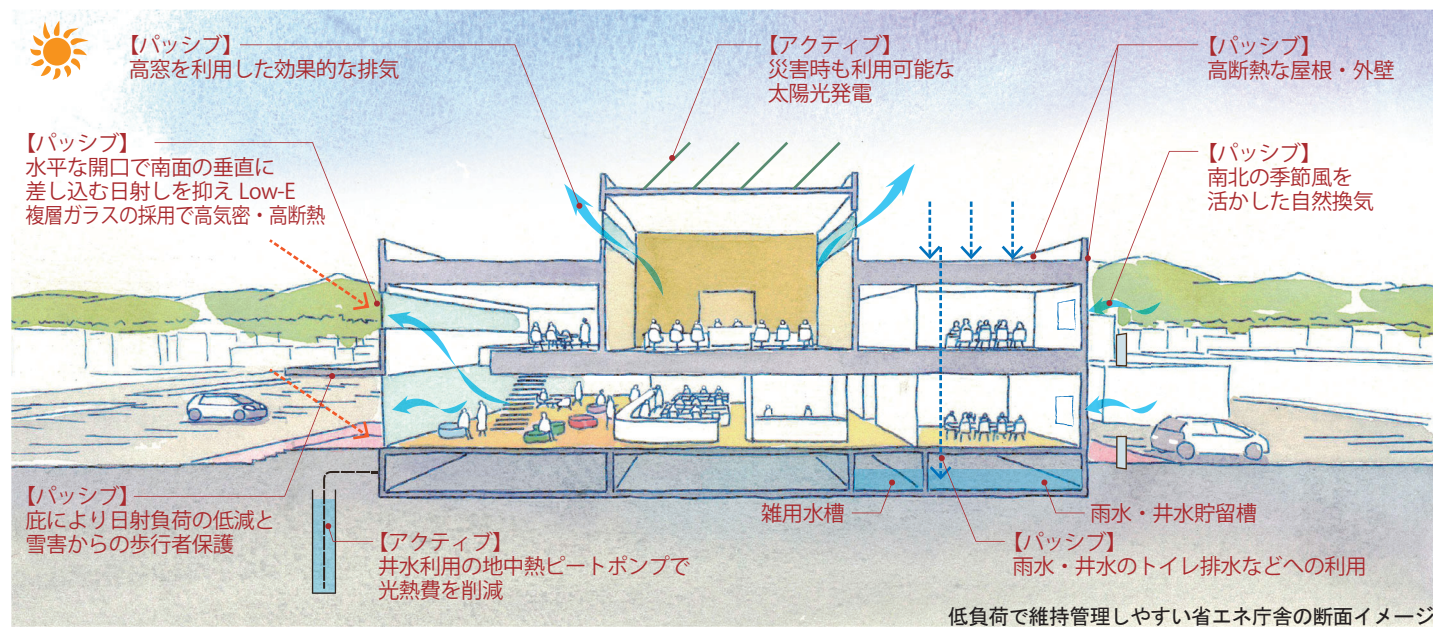 【パッシブ】
高窓を利用した効果的な排気
【アクティブ】
災害時も利用可能な
太陽光発電
【パッシブ】
高断熱な屋根・外壁
【パッシブ】
水平な開口で南面の垂直に
差し込む日射しを抑え Low-E
複層ガラスの採用で高気密・高断熱
【パッシブ】
南北の季節風を
活かした自然換気
【パッシブ】
庇により日射負荷の低減と
雪害からの歩行者保護
【アクティブ】
井水利用の地中熱ピートポンプで
光熱費を削減
雑用水槽
雨水・井水貯留槽
【パッシブ】
雨水・井水のトイレ排水などへの利用
低負荷で維持管理しやすい省エネ庁舎の断面イメージ